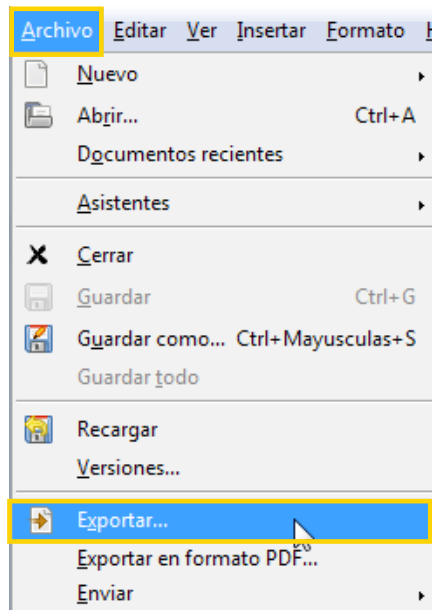 Archivo Editar Ver Insertar Formato
Nuevo
Abrir... Ctrl+A
Documentos recientes
Asistentes
Cerrar
Guardar Ctrl+G
Guardar como... Ctrl+Mayusculas+S
Guardar todo
Recargar
Versiones...
Exportar...
Exportar en formato PDF...
Enviar